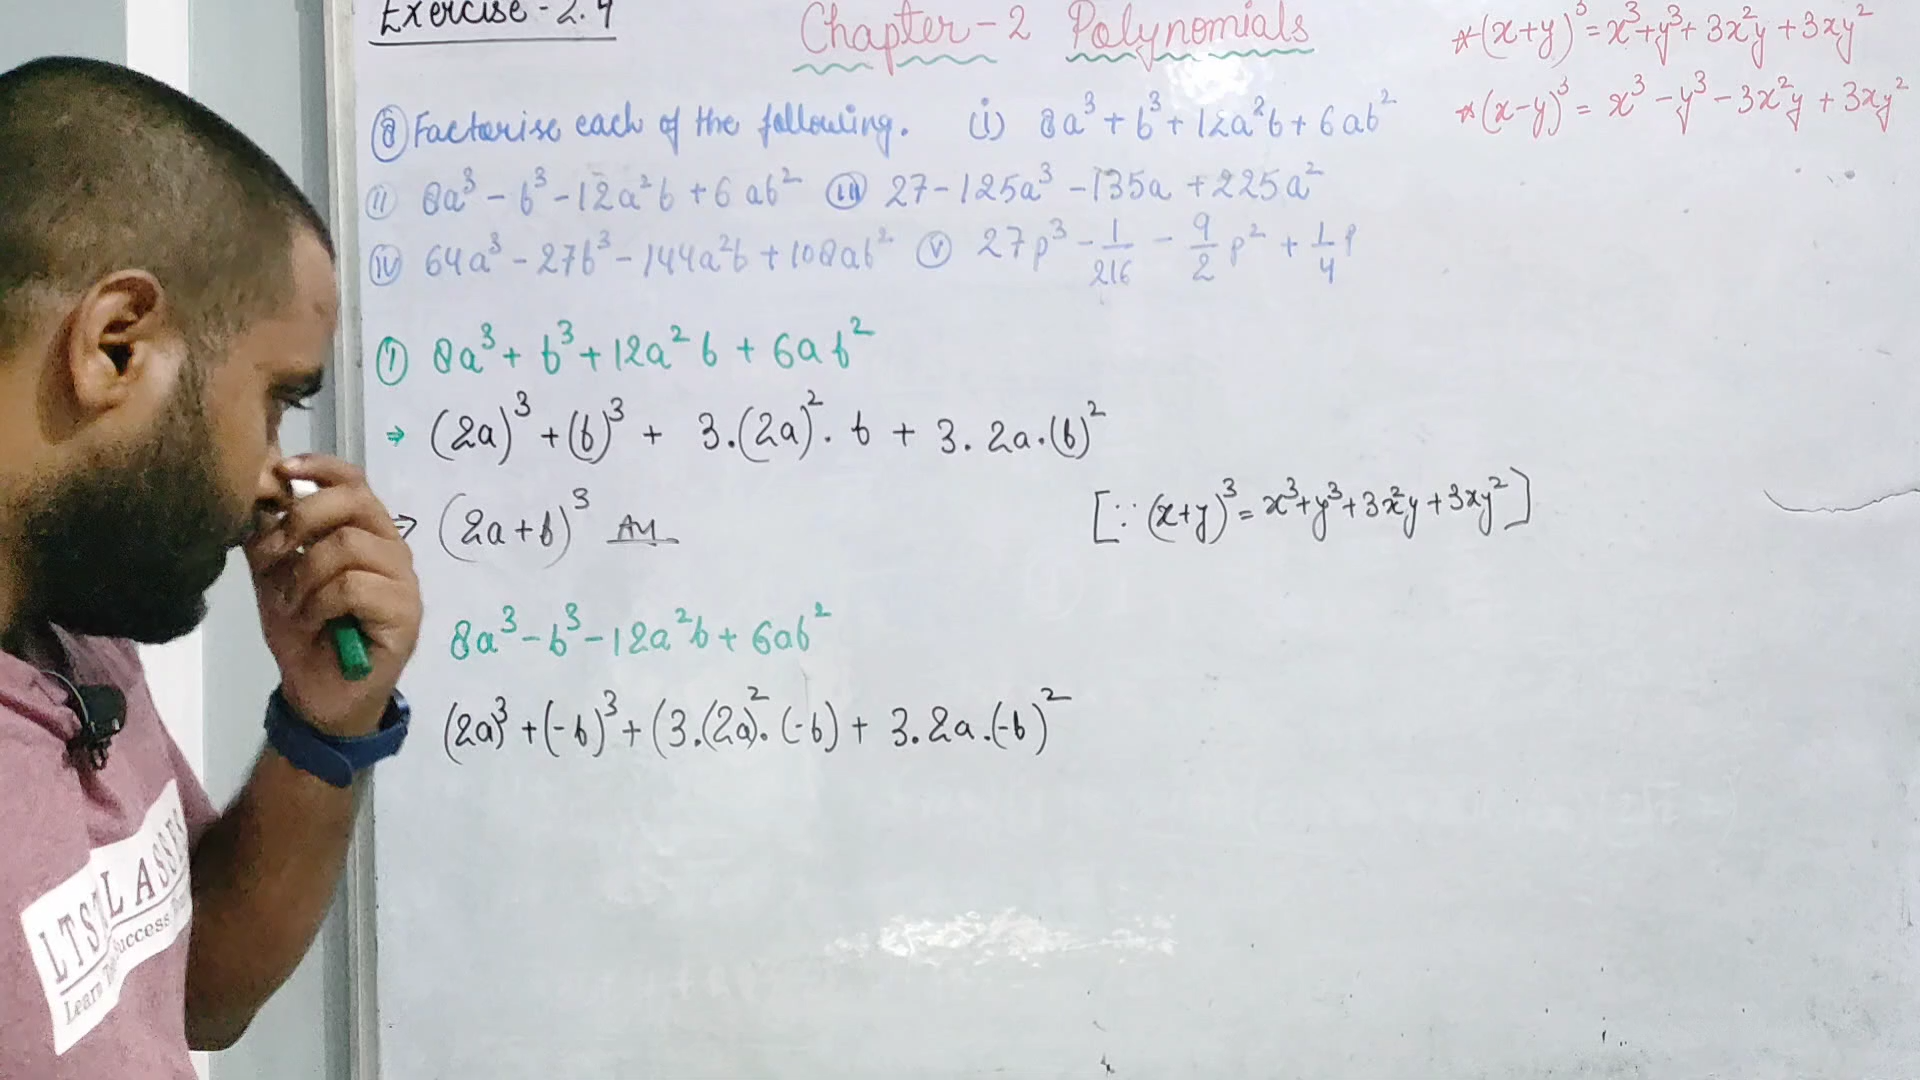 Exercise - 2.4
Chapter - 2 Polynomials
* (x+y)³ = x³+y³+3x²y+3xy²
* (x-y)³ = x³-y³-3x²y+3xy²
⑧ Factorise each of the following. (i) 8a³+b³+12a²b+6ab²
(ii) 8a³-b³-12a²b+6ab² (iii) 27-125a³-135a+225a²
(iv) 64a³-27b³-144a²b+108ab² (v) 27p³ - 1/216 - 9/2 p² + 1/4 p
(i) 8a³+b³+12a²b+6ab²
⇒ (2a)³+(b)³+ 3.(2a)².b + 3.2a.(b)²
⇒ (2a+b)³ [∵ (x+y)³ = x³+y³+3x²y+3xy²]
8a³-b³-12a²b+6ab²
(2a)³+(-b)³+(3.(2a)².(-b)+ 3.2a.(-b)²
LTS CLASSES
Learn Success